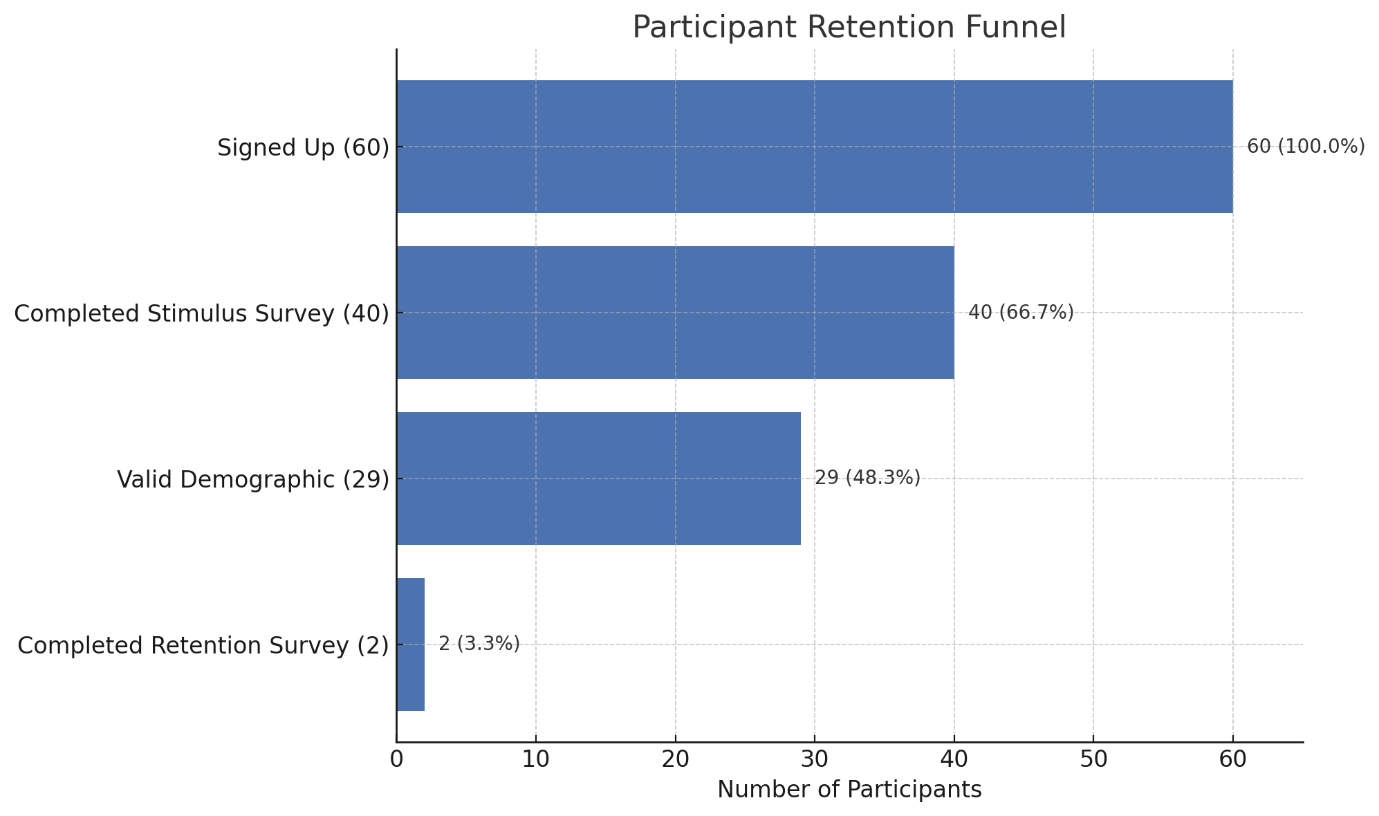 Participant Retention Funnel
Signed Up (60)
60 (100.0%)
Completed Stimulus Survey (40)
40 (66.7%)
Valid Demographic (29)
29 (48.3%)
Completed Retention Survey (2)
2 (3.3%)
0 10 20 30 40 50 60
Number of Participants